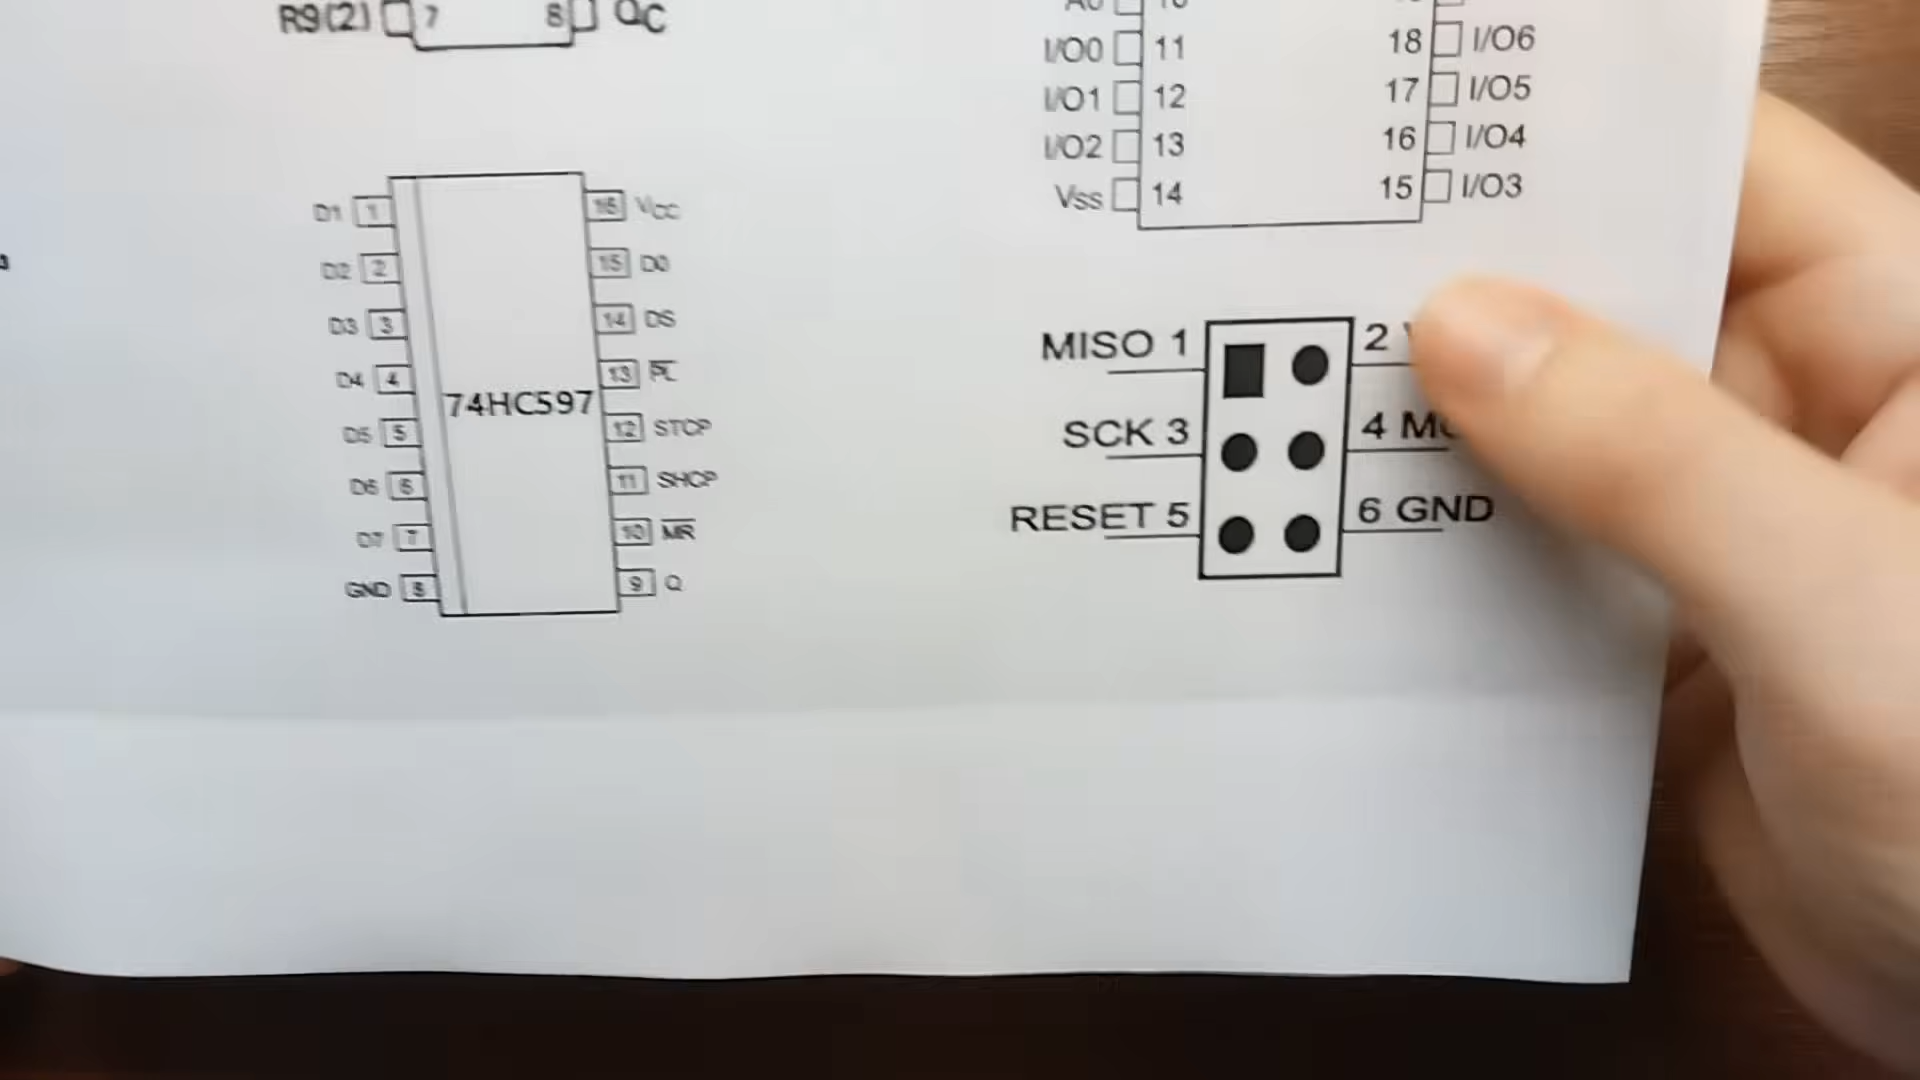 R9(2) 7 8 QC
I/O0 11 18 I/O6
I/O1 12 17 I/O5
I/O2 13 16 I/O4
Vss 14 15 I/O3
D1 1 16 VCC
D2 2 15 D0
D3 3 14 DS
D4 4 13 PL
74HC597
D5 5 12 STCP
D6 6 11 SHCP
D7 7 10 MR
GND 8 9 Q
MISO 1 2
SCK 3 4
RESET 5 6 GND